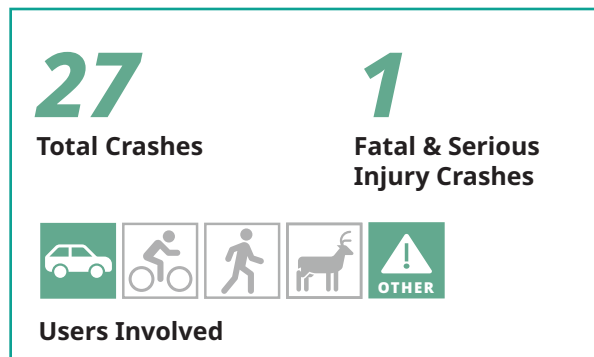 27
Total Crashes
1
Fatal & Serious
Injury Crashes
OTHER
Users Involved